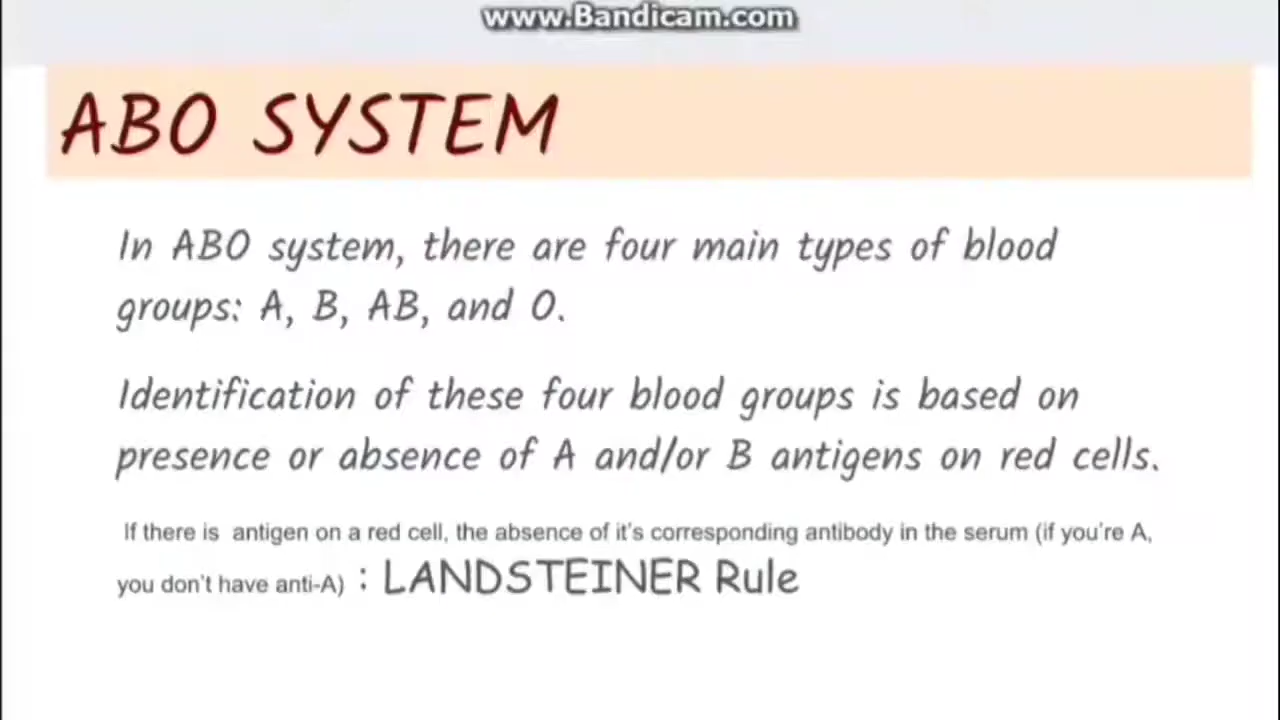 www.Bandicam.com
ABO SYSTEM
In ABO system, there are four main types of blood
groups: A, B, AB, and O.
Identification of these four blood groups is based on
presence or absence of A and/or B antigens on red cells.
If there is antigen on a red cell, the absence of it's corresponding antibody in the serum (if you're A,
you don't have anti-A) : LANDSTEINER Rule